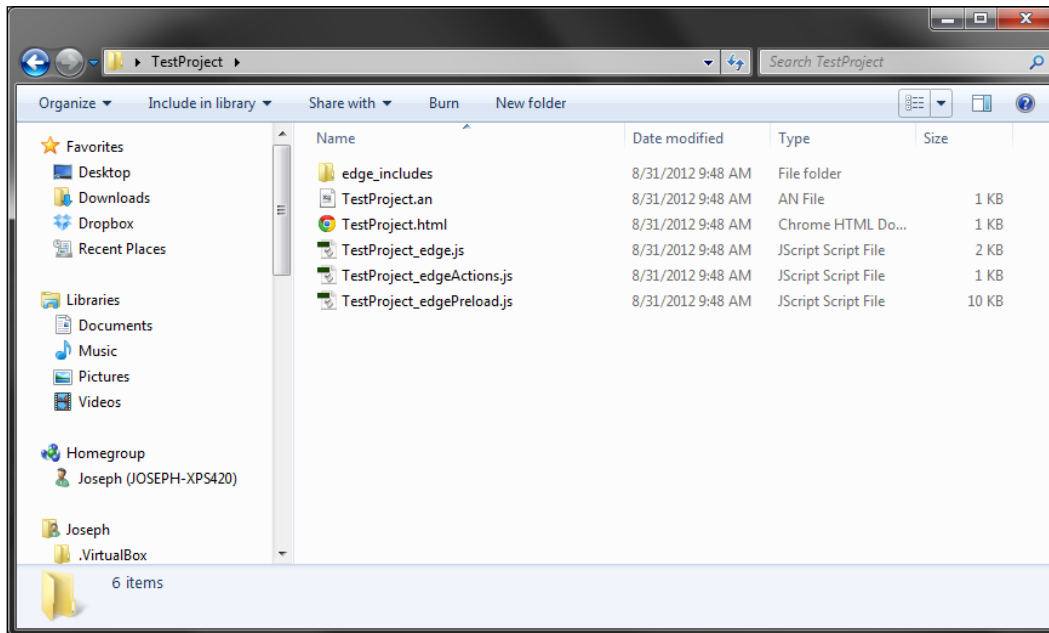 TestProject
Search TestProject
Organize Include in library Share with Burn New folder
Favorites
Desktop
Downloads
Dropbox
Recent Places
Libraries
Documents
Music
Pictures
Videos
Homegroup
Joseph (JOSEPH-XPS420)
Joseph
.VirtualBox
Name Date modified Type Size
edge_includes 8/31/2012 9:48 AM File folder
TestProject.an 8/31/2012 9:48 AM AN File 1 KB
TestProject.html 8/31/2012 9:48 AM Chrome HTML Do... 1 KB
TestProject_edge.js 8/31/2012 9:48 AM JScript Script File 2 KB
TestProject_edgeActions.js 8/31/2012 9:48 AM JScript Script File 1 KB
TestProject_edgePreload.js 8/31/2012 9:48 AM JScript Script File 10 KB
6 items